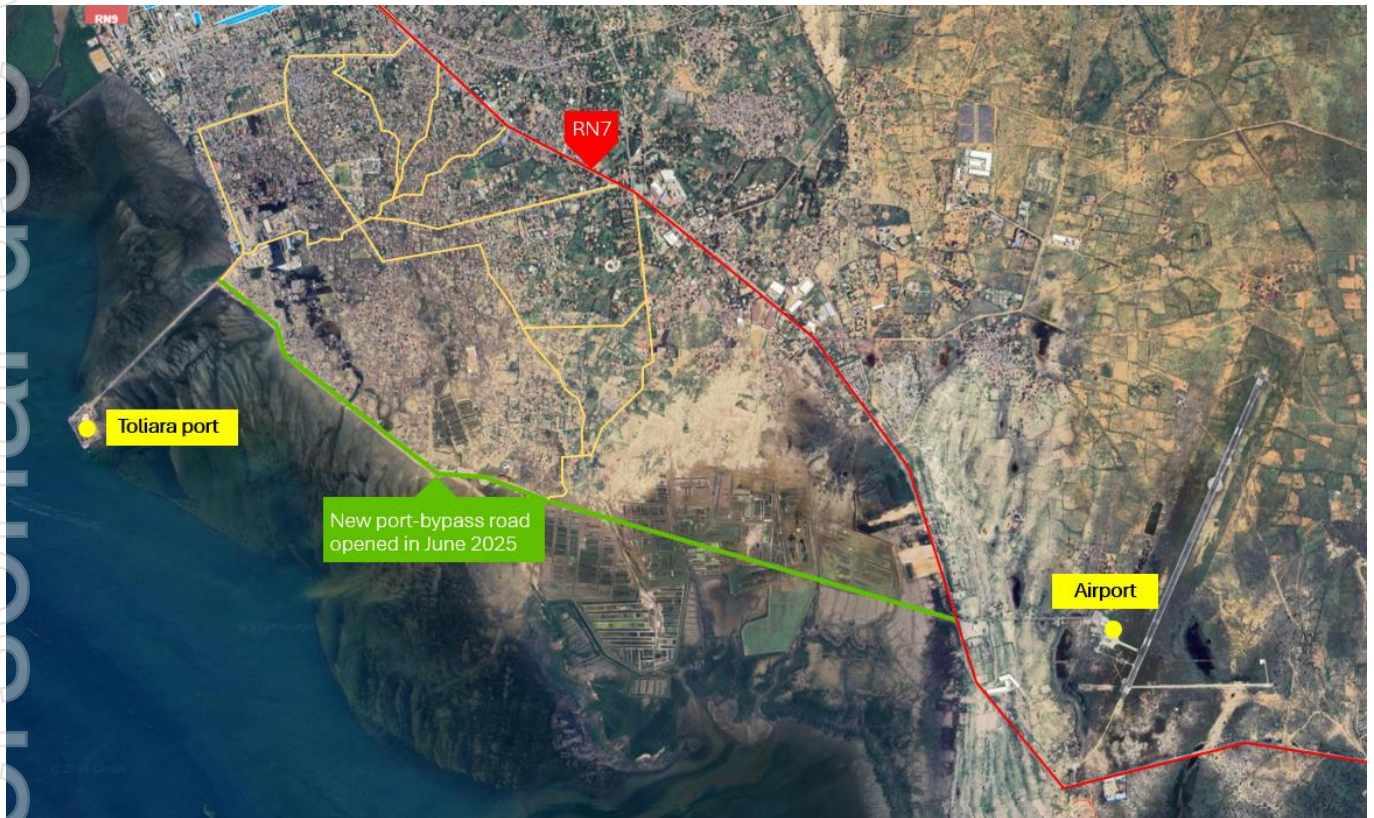 RN9
RN7
Toliara port
New port-bypass road
opened in June 2025
Airport